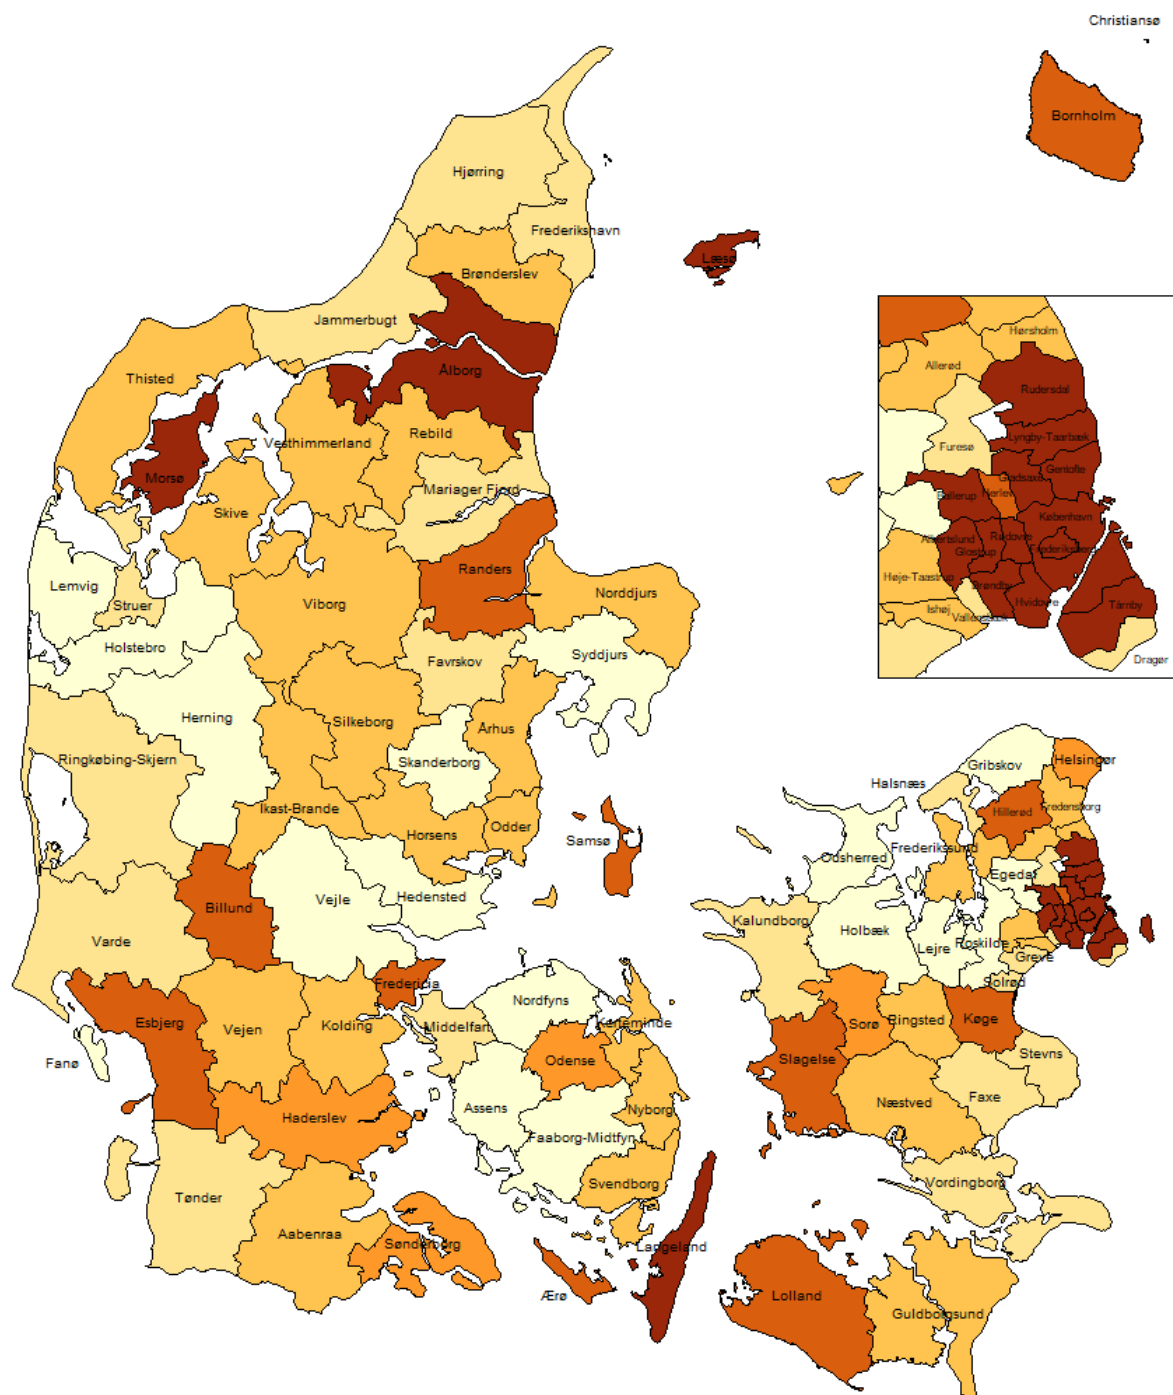 Christiansø
Bornholm
Hjørring
Frederikshavn
Læsø
Brønderslev
Jammerbugt
Ålborg
Thisted
Vesthimmerland
Rebild
Morsø
Mariager Fjord
Skive
Randers
Norddjurs
Lemvig
Struer
Viborg
Holstebro
Favrskov
Syddjurs
Herning
Silkeborg
Århus
Ringkøbing-Skjern
Skanderborg
Ikast-Brande
Horsens
Odder
Samsø
Billund
Vejle
Hedensted
Varde
Fredericia
Esbjerg
Vejen
Kolding
Middelfart
Nordfyns
Kerteminde
Fanø
Odense
Haderslev
Assens
Nyborg
Faaborg-Midtfyn
Svendborg
Tønder
Aabenraa
Sønderborg
Langeland
Ærø
Hørsholm
Allerød
Rudersdal
Furesø
Lyngby-Taarbæk
Gladsaxe
Gentofte
Ballerup
Herlev
København
Albertslund
Rødovre
Glostrup
Frederiksberg
Høje-Taastrup
Brøndby
Hvidovre
Tårnby
Ishøj
Vallensbæk
Dragør
Gribskov
Helsingør
Halsnæs
Hillerød
Fredensborg
Odsherred
Frederikssund
Egedal
Kalundborg
Holbæk
Lejre
Roskilde
Greve
Solrød
Sorø
Ringsted
Køge
Slagelse
Stevns
Næstved
Faxe
Vordingborg
Lolland
Guldborgsund